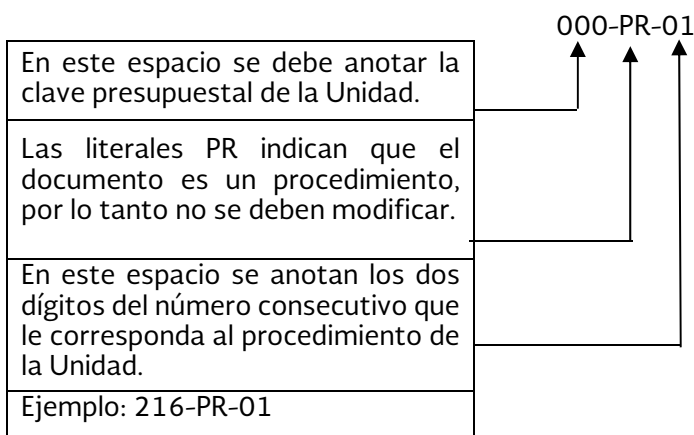 000-PR-01
En este espacio se debe anotar la
clave presupuestal de la Unidad.
Las literales PR indican que el
documento es un procedimiento,
por lo tanto no se deben modificar.
En este espacio se anotan los dos
dígitos del número consecutivo que
le corresponda al procedimiento de
la Unidad.
Ejemplo: 216-PR-01